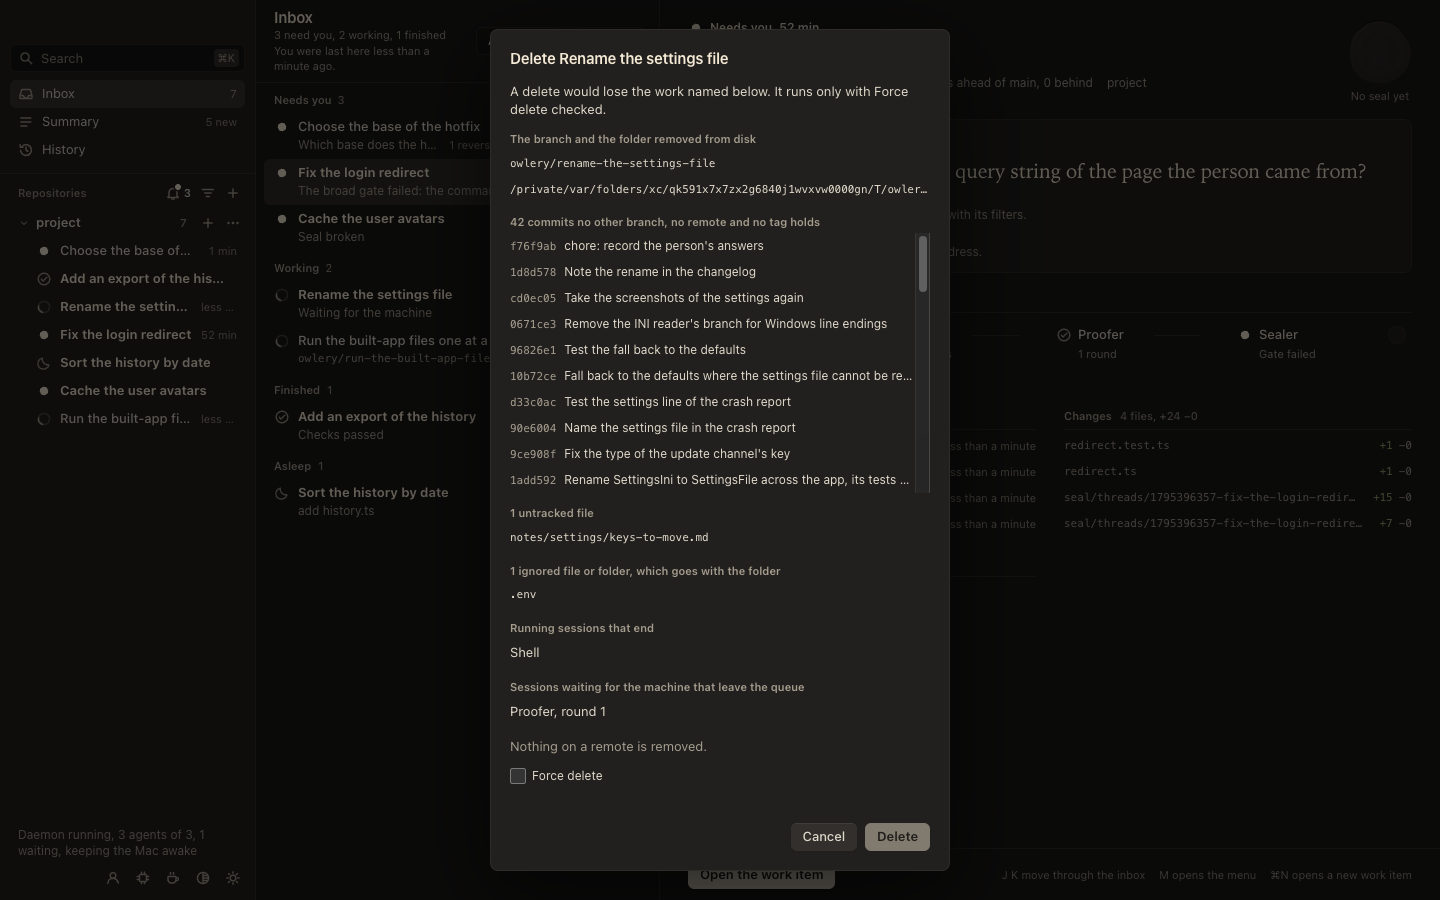 Search
⌘K
Inbox
7
Summary
5 new
History
Repositories
3
project
7
Choose the base of...
1 min
Add an export of the his...
Rename the settin...
less ...
Fix the login redirect
52 min
Sort the history by date
Cache the user avatars
Run the built-app fi...
less ...
Daemon running, 3 agents of 3, 1
waiting, keeping the Mac awake
Inbox
3 need you, 2 working, 1 finished
You were last here less than a
minute ago.
Needs you 3
Choose the base of the hotfix
Which base does the h...
1 revers
Fix the login redirect
The broad gate failed: the comma
Cache the user avatars
Seal broken
Working 2
Rename the settings file
Waiting for the machine
Run the built-app files one at a
owlery/run-the-built-app-file
Finished 1
Add an export of the history
Checks passed
Asleep 1
Sort the history by date
add history.ts
Delete Rename the settings file
A delete would lose the work named below. It runs only with Force
delete checked.
The branch and the folder removed from disk
owlery/rename-the-settings-file
/private/var/folders/xc/qk591x7x7zx2g6840j1wvxvw0000gn/T/owler…
42 commits no other branch, no remote and no tag holds
f76f9ab chore: record the person's answers
1d8d578 Note the rename in the changelog
cd0ec05 Take the screenshots of the settings again
0671ce3 Remove the INI reader's branch for Windows line endings
96826e1 Test the fall back to the defaults
10b72ce Fall back to the defaults where the settings file cannot be re...
d33c0ac Test the settings line of the crash report
90e6004 Name the settings file in the crash report
9ce908f Fix the type of the update channel's key
1add592 Rename SettingsIni to SettingsFile across the app, its tests ...
1 untracked file
notes/settings/keys-to-move.md
1 ignored file or folder, which goes with the folder
.env
Running sessions that end
Shell
Sessions waiting for the machine that leave the queue
Proofer, round 1
Nothing on a remote is removed.
Force delete
Cancel
Delete
Needs you, 52 min
s ahead of main, 0 behind
project
No seal yet
query string of the page the person came from?
with its filters.
dress.
Proofer
1 round
Sealer
Gate failed
Changes 4 files, +24 −0
ss than a minute
redirect.test.ts
+1 −0
ss than a minute
redirect.ts
+1 −0
ss than a minute
seal/threads/1795396357-fix-the-login-redir…
+15 −0
ss than a minute
seal/threads/1795396357-fix-the-login-redire…
+7 −0
Open the work item
J K move through the inbox
M opens the menu
⌘N opens a new work item